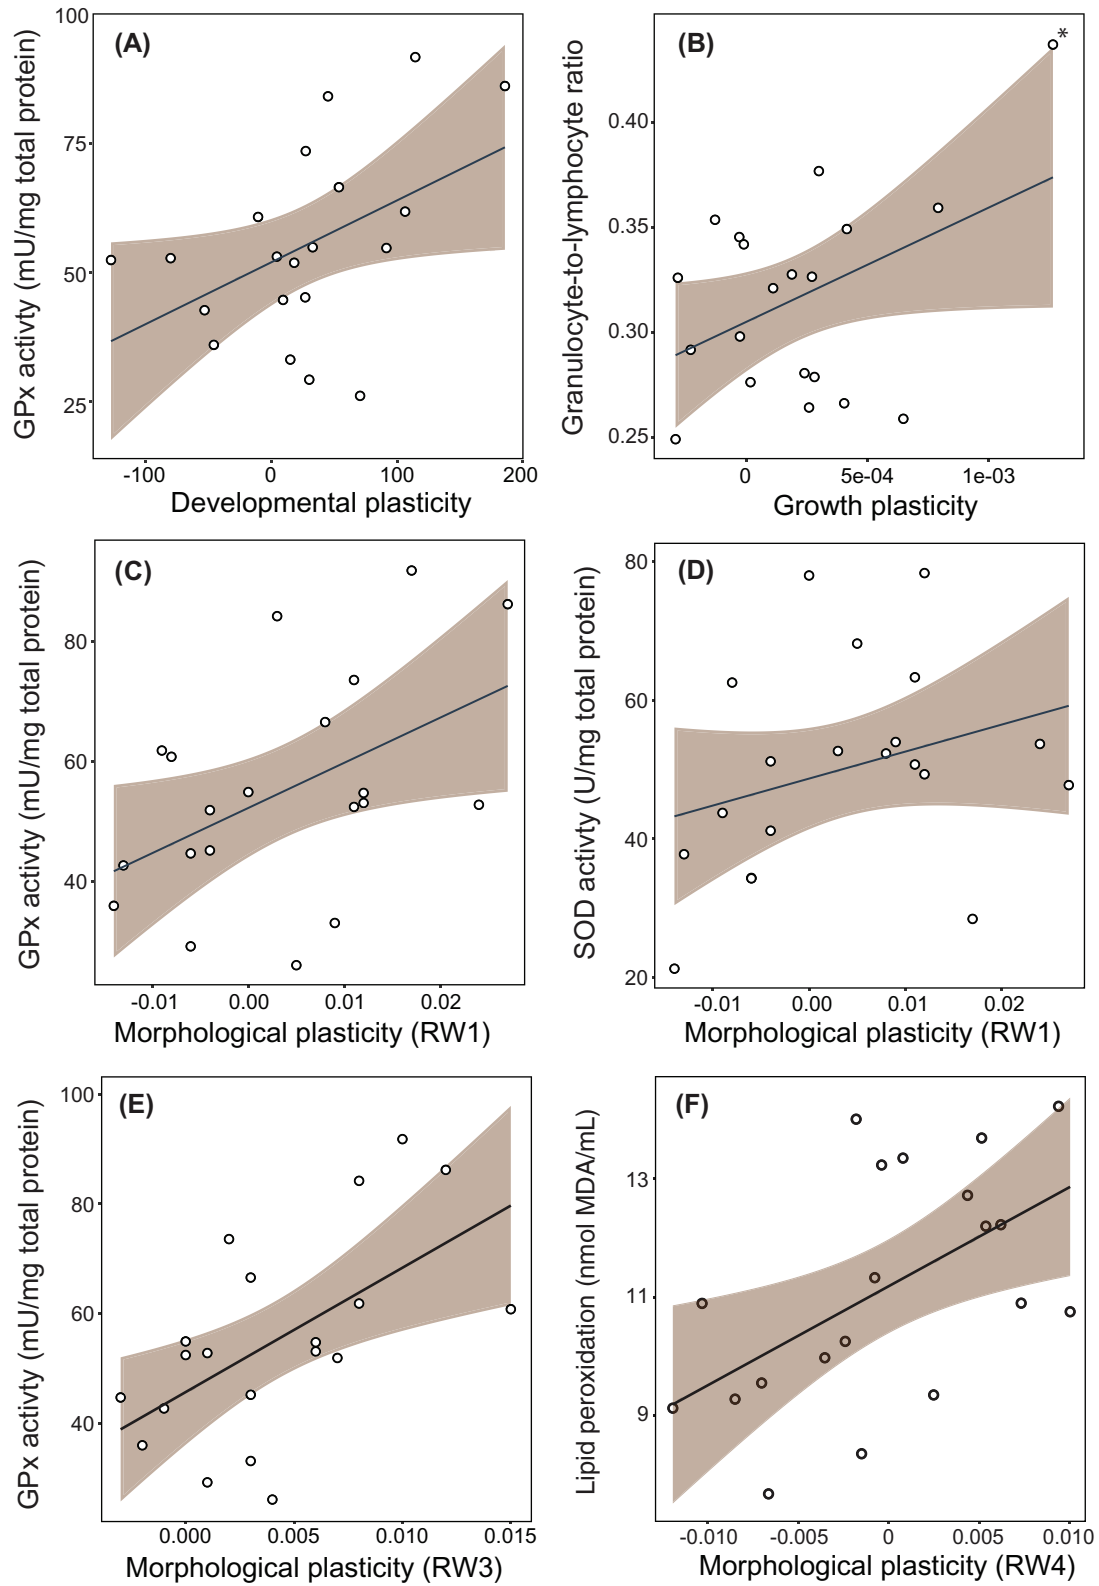 (A)
GPx activty (mU/mg total protein)
100
75
50
25
-100 0 100 200
Developmental plasticity
(B)
*
Granulocyte-to-lymphocyte ratio
0.40
0.35
0.30
0.25
0 5e-04 1e-03
Growth plasticity
(C)
GPx activty (mU/mg total protein)
80
60
40
-0.01 0.00 0.01 0.02
Morphological plasticity (RW1)
(D)
SOD activty (U/mg total protein)
80
60
40
20
-0.01 0.00 0.01 0.02
Morphological plasticity (RW1)
(E)
GPx activty (mU/mg total protein)
100
80
60
40
0.000 0.005 0.010 0.015
Morphological plasticity (RW3)
(F)
Lipid peroxidation (nmol MDA/mL)
13
11
9
-0.010 -0.005 0 0.005 0.010
Morphological plasticity (RW4)